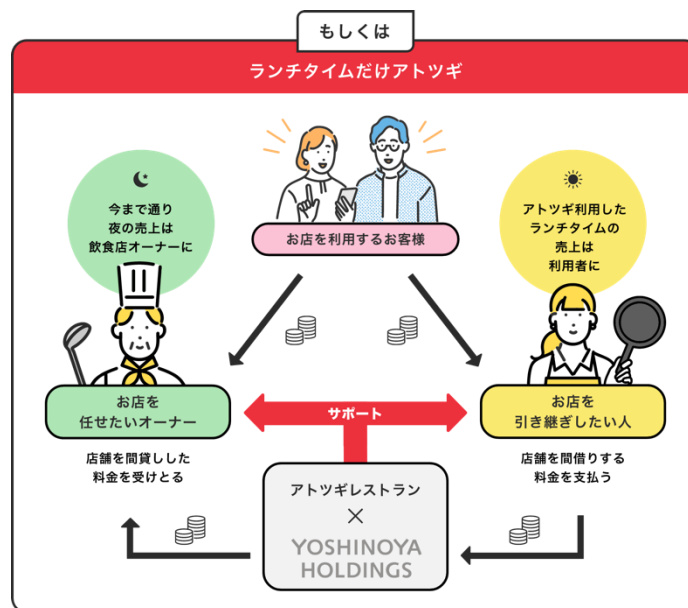 もしくは
ランチタイムだけアトツギ
今まで通り
夜の売上は
飲食店オーナーに
お店を利用するお客様
アトツギ利用した
ランチタイムの
売上は
利用者に
お店を
任せたいオーナー
サポート
お店を
引き継ぎしたい人
店舗を間貸しした
料金を受けとる
店舗を間借りする
料金を支払う
アトツギレストラン
×
YOSHINOYA
HOLDINGS